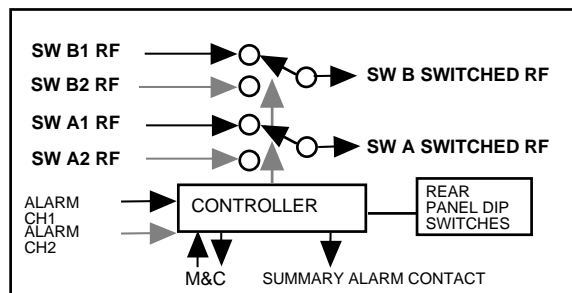 SW B1 RF
SW B2 RF
SW B SWITCHED RF
SW A1 RF
SW A2 RF
SW A SWITCHED RF
ALARM
CH1
ALARM
CH2
CONTROLLER
REAR
PANEL DIP
SWITCHES
M&C
SUMMARY ALARM CONTACT